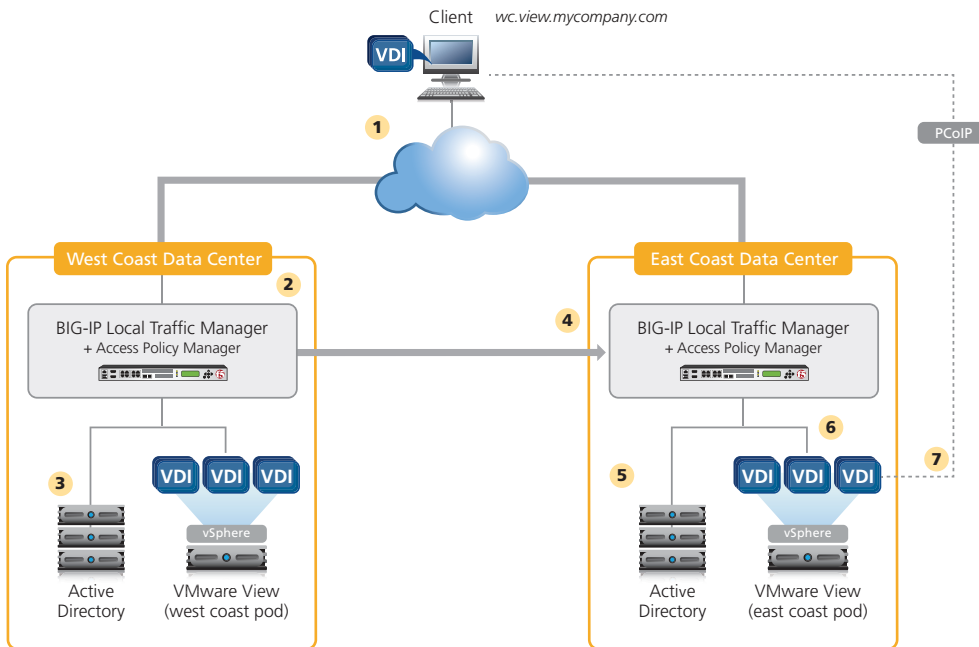 Client wc.view.mycompany.com
VDI
1
PCoIP
West Coast Data Center
2
BIG-IP Local Traffic Manager
+ Access Policy Manager
f5
3
VDI VDI VDI
vSphere
Active
Directory
VMware View
(west coast pod)
4
East Coast Data Center
BIG-IP Local Traffic Manager
+ Access Policy Manager
f5
5
6
VDI VDI VDI
7
vSphere
Active
Directory
VMware View
(east coast pod)